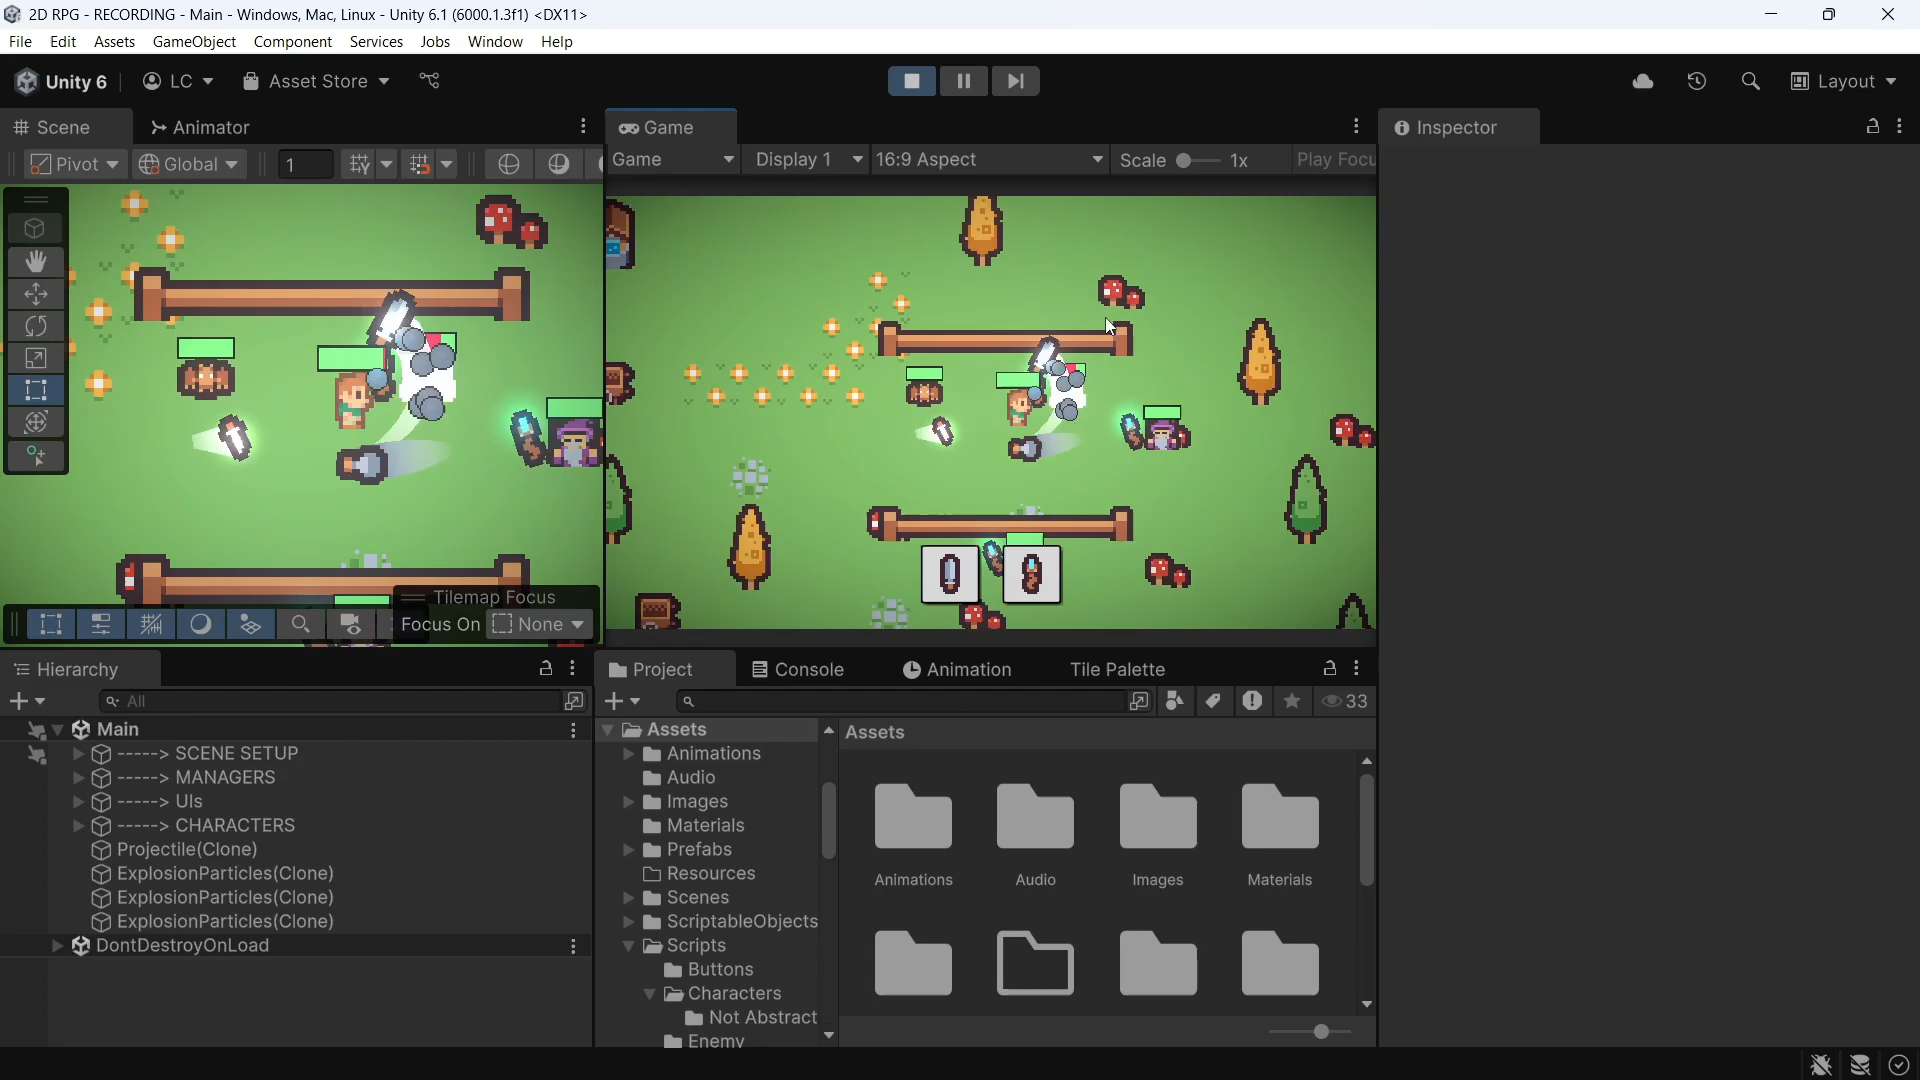 2D RPG - RECORDING - Main - Windows, Mac, Linux - Unity 6.1 (6000.1.3f1) <DX11>
File Edit Assets GameObject Component Services Jobs Window Help
Unity 6 LC Asset Store Layout
Scene Animator
Pivot Global 1
Tilemap Focus
Focus On None
Game
Game Display 1 16:9 Aspect Scale 1x Play Focu
Inspector
Hierarchy
All
Main
-----> SCENE SETUP
-----> MANAGERS
-----> UIs
-----> CHARACTERS
Projectile(Clone)
ExplosionParticles(Clone)
ExplosionParticles(Clone)
ExplosionParticles(Clone)
DontDestroyOnLoad
Project Console Animation Tile Palette
33
Assets
Animations
Audio
Images
Materials
Prefabs
Resources
Scenes
ScriptableObjects
Scripts
Buttons
Characters
Not Abstract
Enemy
Assets
Animations Audio Images Materials